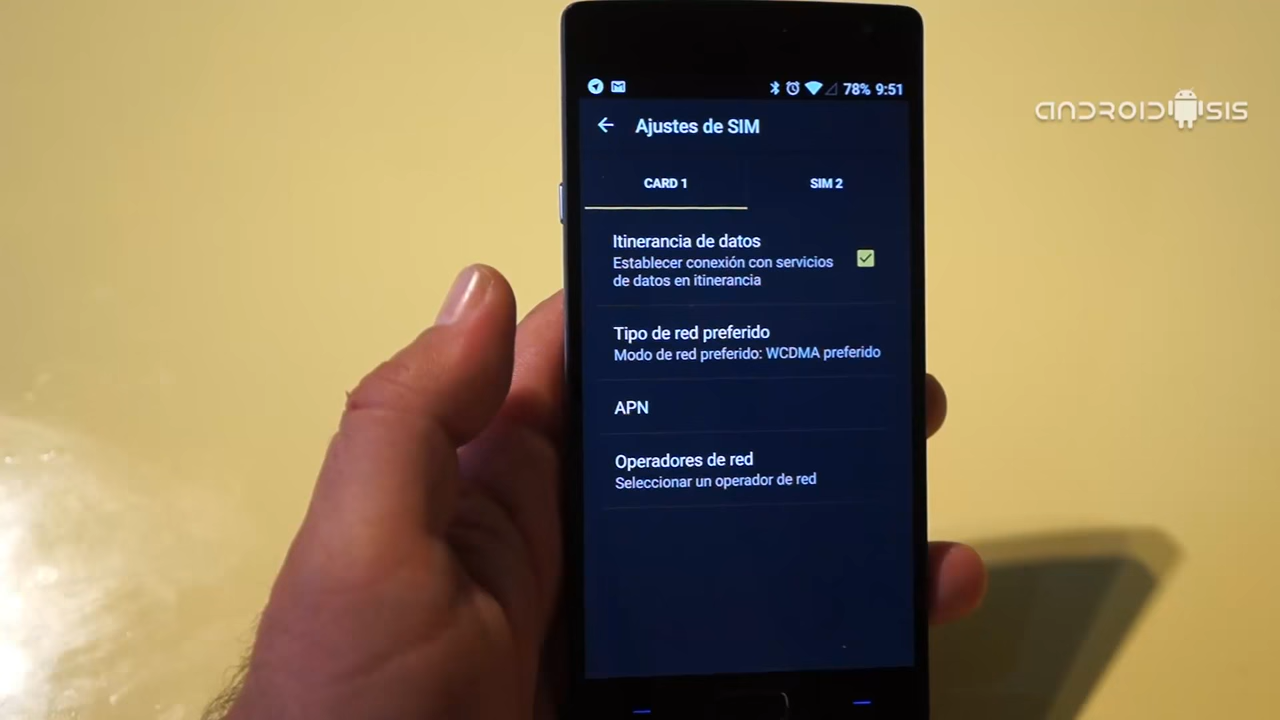 78% 9:51
ANDROIDSIS
Ajustes de SIM
CARD 1
SIM 2
Itinerancia de datos
Establecer conexión con servicios
de datos en itinerancia
Tipo de red preferido
Modo de red preferido: WCDMA preferido
APN
Operadores de red
Seleccionar un operador de red